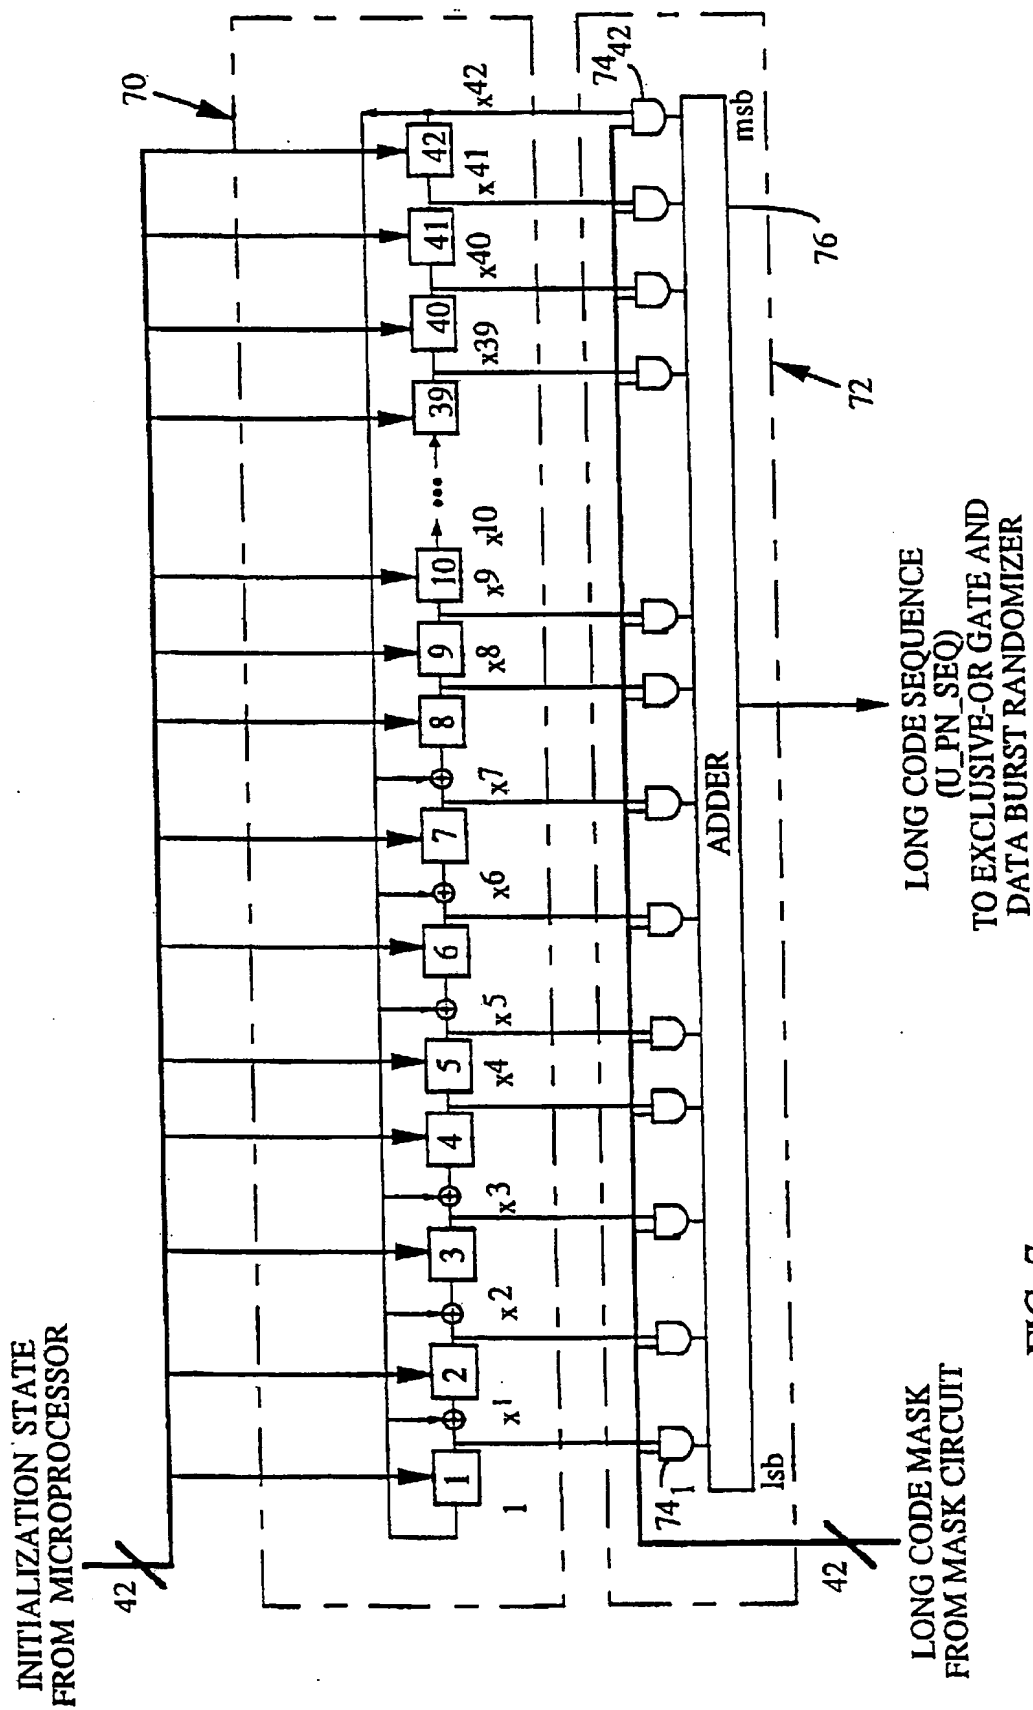 INITIALIZATION STATE
FROM MICROPROCESSOR
42
70
1
2
3
4
5
6
7
8
9
10
...
39
40
41
42
1
x1
x2
x3
x4
x5
x6
x7
x8
x9
x10
x39
x40
x41
x42
74 1
74 42
lsb
ADDER
msb
76
72
42
LONG CODE MASK
FROM MASK CIRCUIT
LONG CODE SEQUENCE
(U_PN_SEQ)
TO EXCLUSIVE-OR GATE AND
DATA BURST RANDOMIZER